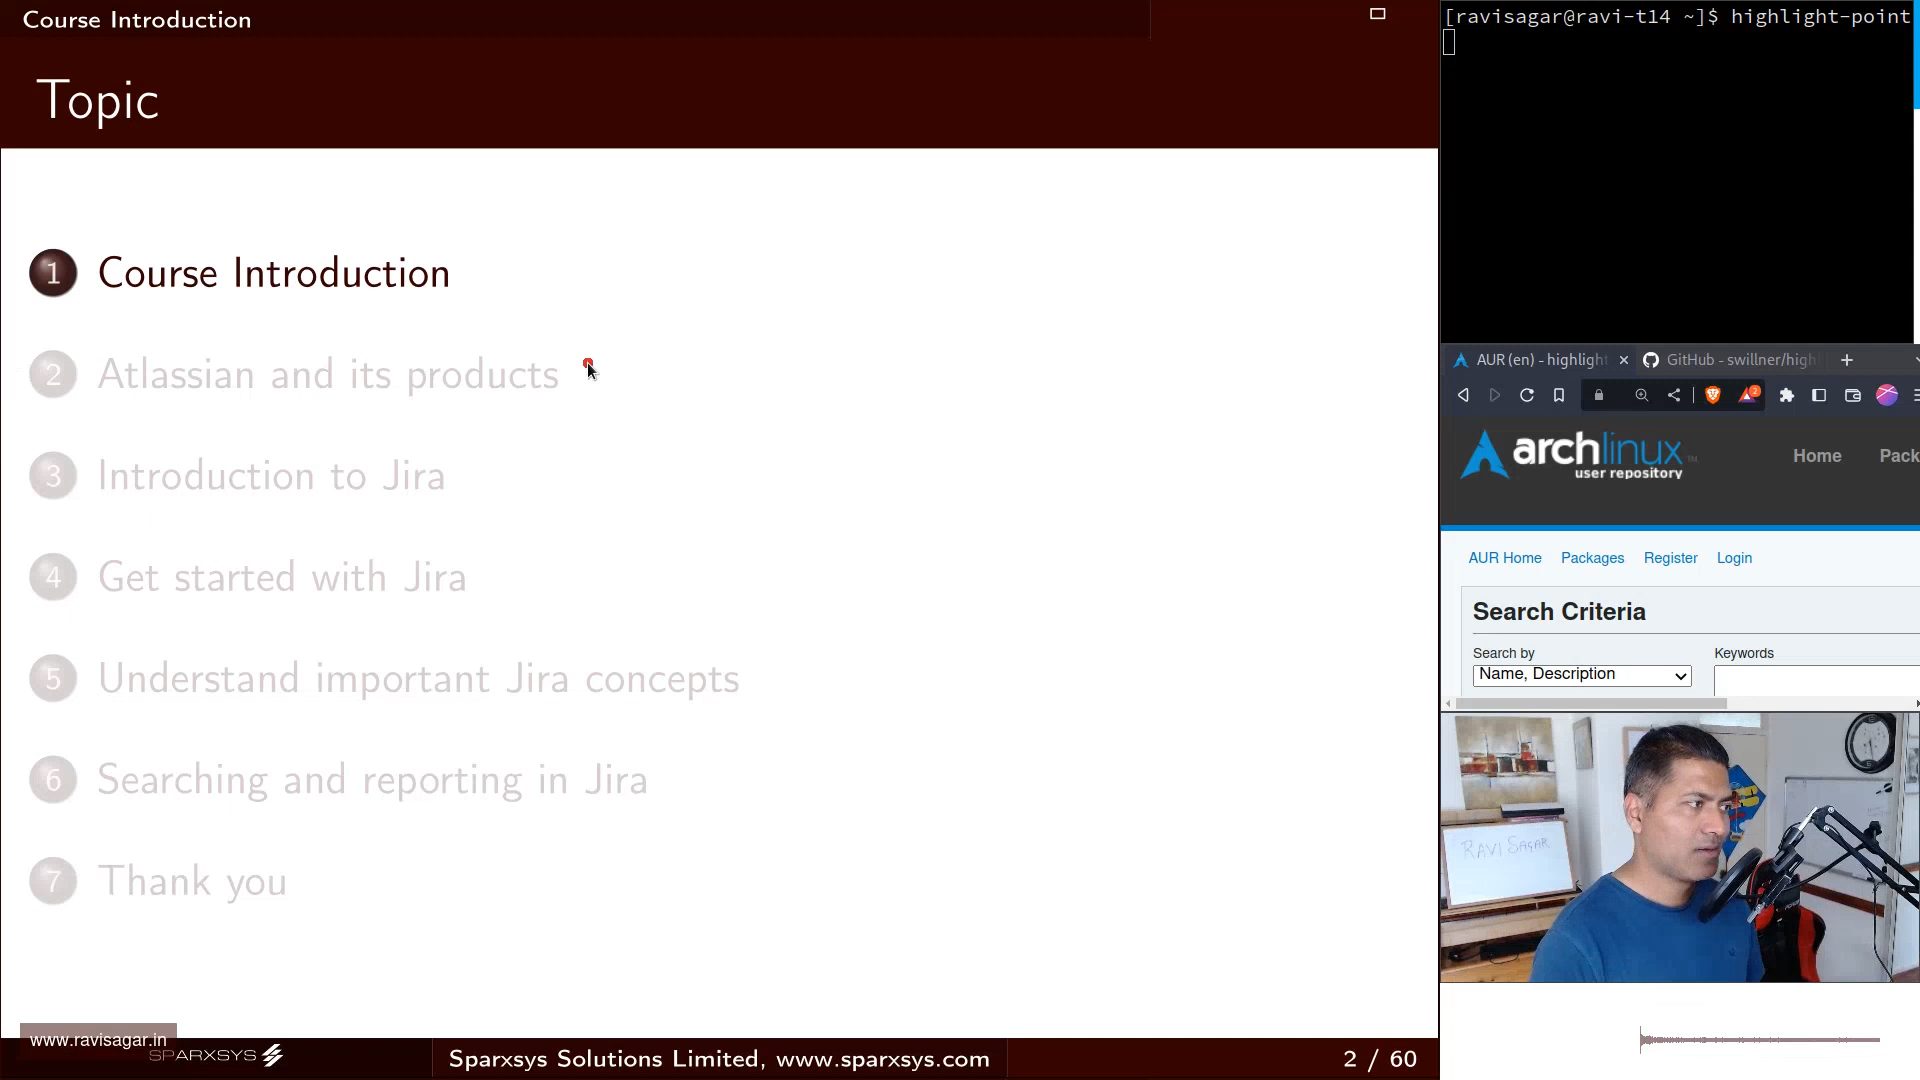 Course Introduction
Topic
1 Course Introduction
2 Atlassian and its products
3 Introduction to Jira
4 Get started with Jira
5 Understand important Jira concepts
6 Searching and reporting in Jira
7 Thank you
www.ravisagar.in
SPARXSYS
Sparxsys Solutions Limited, www.sparxsys.com
2 / 60
[ravisagar@ravi-t14 ~]$ highlight-point
AUR (en) - highligh
GitHub - swillner/high
2
archlinux
user repository
Home
Pack
AUR Home Packages Register Login
Search Criteria
Search by
Keywords
Name, Description
RAVI SAGAR